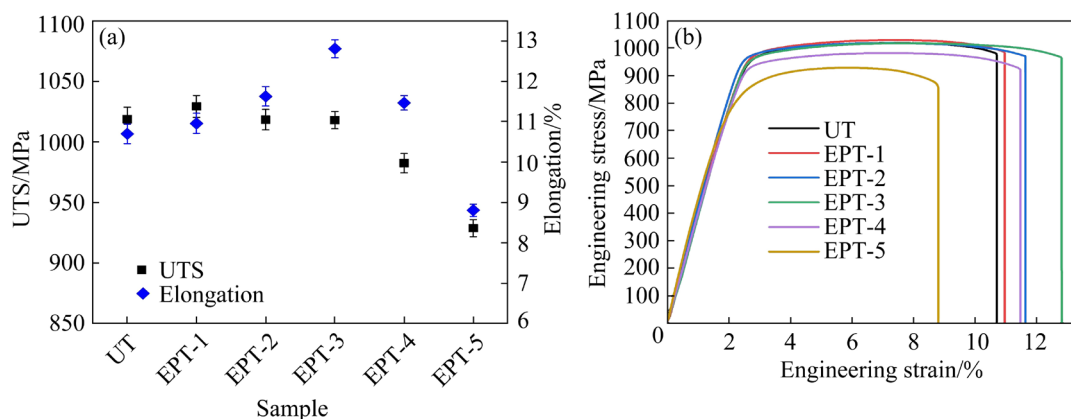 (a)
UTS/MPa
1100
1050
1000
950
900
850
Elongation/%
13
12
11
10
9
8
7
6
UTS
Elongation
UT
EPT-1
EPT-2
EPT-3
EPT-4
EPT-5
Sample
(b)
Engineering stress/MPa
1100
1000
900
800
700
600
500
400
300
200
100
0
UT
EPT-1
EPT-2
EPT-3
EPT-4
EPT-5
2
4
6
8
10
12
Engineering strain/%